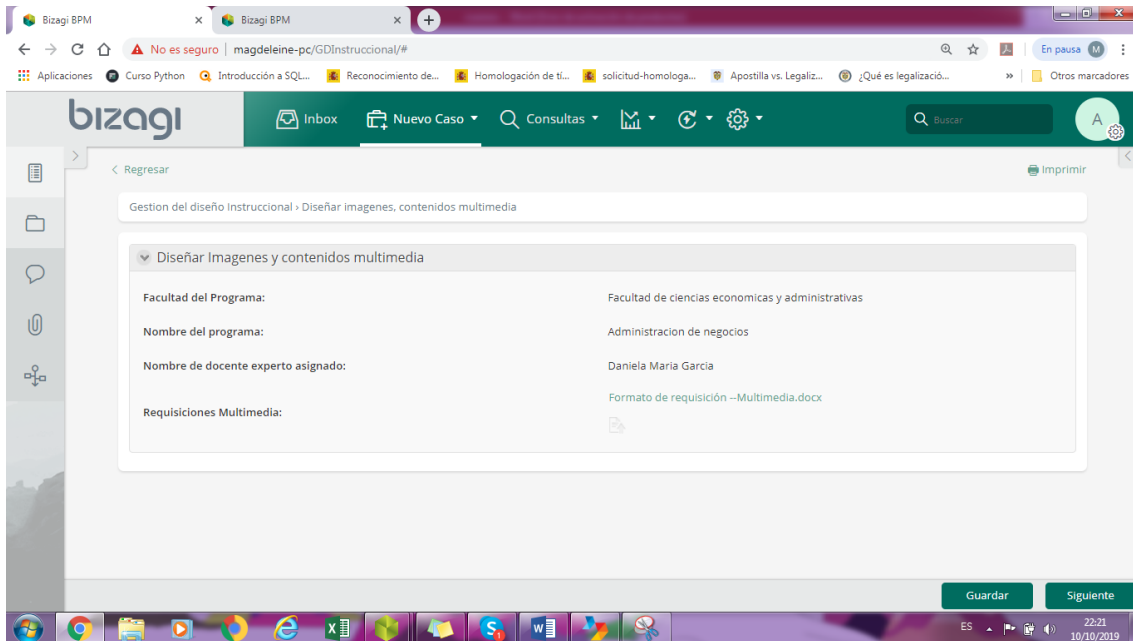 Bizagi BPM
Bizagi BPM
No es seguro | magdeleine-pc/GDInstruccional/#
En pausa M
Aplicaciones
Curso Python
Introducción a SQL...
Reconocimiento de...
Homologación de tí...
solicitud-homologa...
Apostilla vs. Legaliz...
¿Qué es legalizació...
»
Otros marcadores
bizagi
Inbox
Nuevo Caso
Consultas
Buscar
A
< Regresar
Imprimir
Gestion del diseño Instruccional › Diseñar imagenes, contenidos multimedia
Diseñar Imagenes y contenidos multimedia
Facultad del Programa: Facultad de ciencias economicas y administrativas
Nombre del programa: Administracion de negocios
Nombre de docente experto asignado: Daniela Maria Garcia
Requisiciones Multimedia: Formato de requisición --Multimedia.docx
Guardar
Siguiente
ES
22:21
10/10/2019